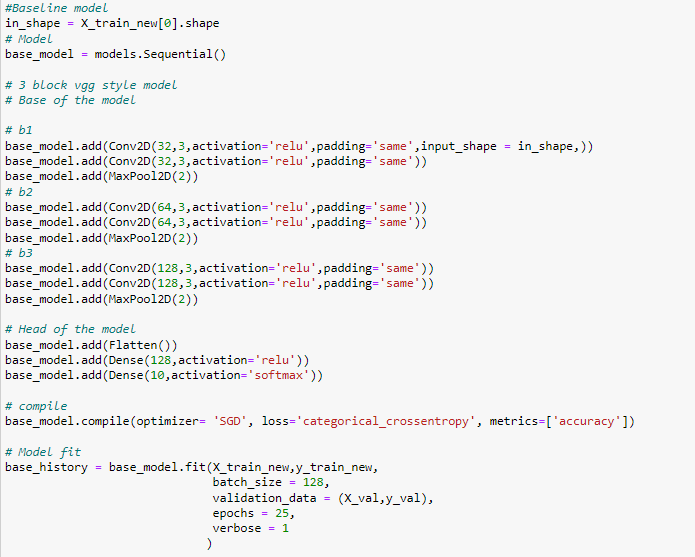 #Baseline model
in_shape = X_train_new[0].shape
# Model
base_model = models.Sequential()
# 3 block vgg style model
# Base of the model
# b1
base_model.add(Conv2D(32,3,activation='relu',padding='same',input_shape = in_shape,))
base_model.add(Conv2D(32,3,activation='relu',padding='same'))
base_model.add(MaxPool2D(2))
# b2
base_model.add(Conv2D(64,3,activation='relu',padding='same'))
base_model.add(Conv2D(64,3,activation='relu',padding='same'))
base_model.add(MaxPool2D(2))
# b3
base_model.add(Conv2D(128,3,activation='relu',padding='same'))
base_model.add(Conv2D(128,3,activation='relu',padding='same'))
base_model.add(MaxPool2D(2))
# Head of the model
base_model.add(Flatten())
base_model.add(Dense(128,activation='relu'))
base_model.add(Dense(10,activation='softmax'))
# compile
base_model.compile(optimizer= 'SGD', loss='categorical_crossentropy', metrics=['accuracy'])
# Model fit
base_history = base_model.fit(X_train_new,y_train_new,
batch_size = 128,
validation_data = (X_val,y_val),
epochs = 25,
verbose = 1
)